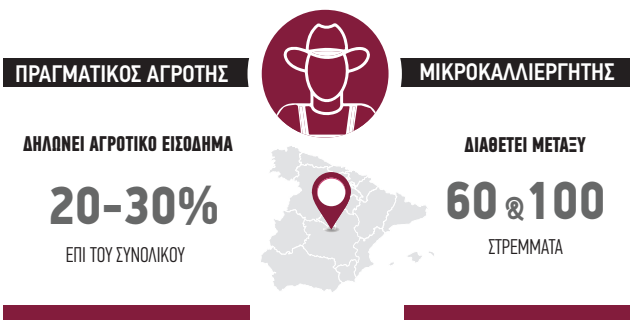 ΠΡΑΓΜΑΤΙΚΟΣ ΑΓΡΟΤΗΣ
ΔΗΛΩΝΕΙ ΑΓΡΟΤΙΚΟ ΕΙΣΟΔΗΜΑ
20-30%
ΕΠΙ ΤΟΥ ΣΥΝΟΛΙΚΟΥ
ΜΙΚΡΟΚΑΛΛΙΕΡΓΗΤΗΣ
ΔΙΑΘΕΤΕΙ ΜΕΤΑΞΥ
60 & 100
ΣΤΡΕΜΜΑΤΑ